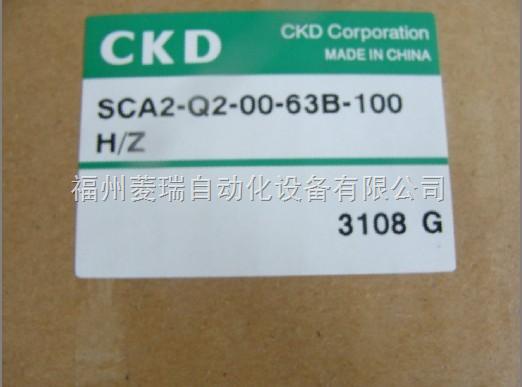 CKD
CKD Corporation
MADE IN CHINA
SCA2-Q2-00-63B-100
H/Z
福州菱瑞自动化设备有限公司
3108 G